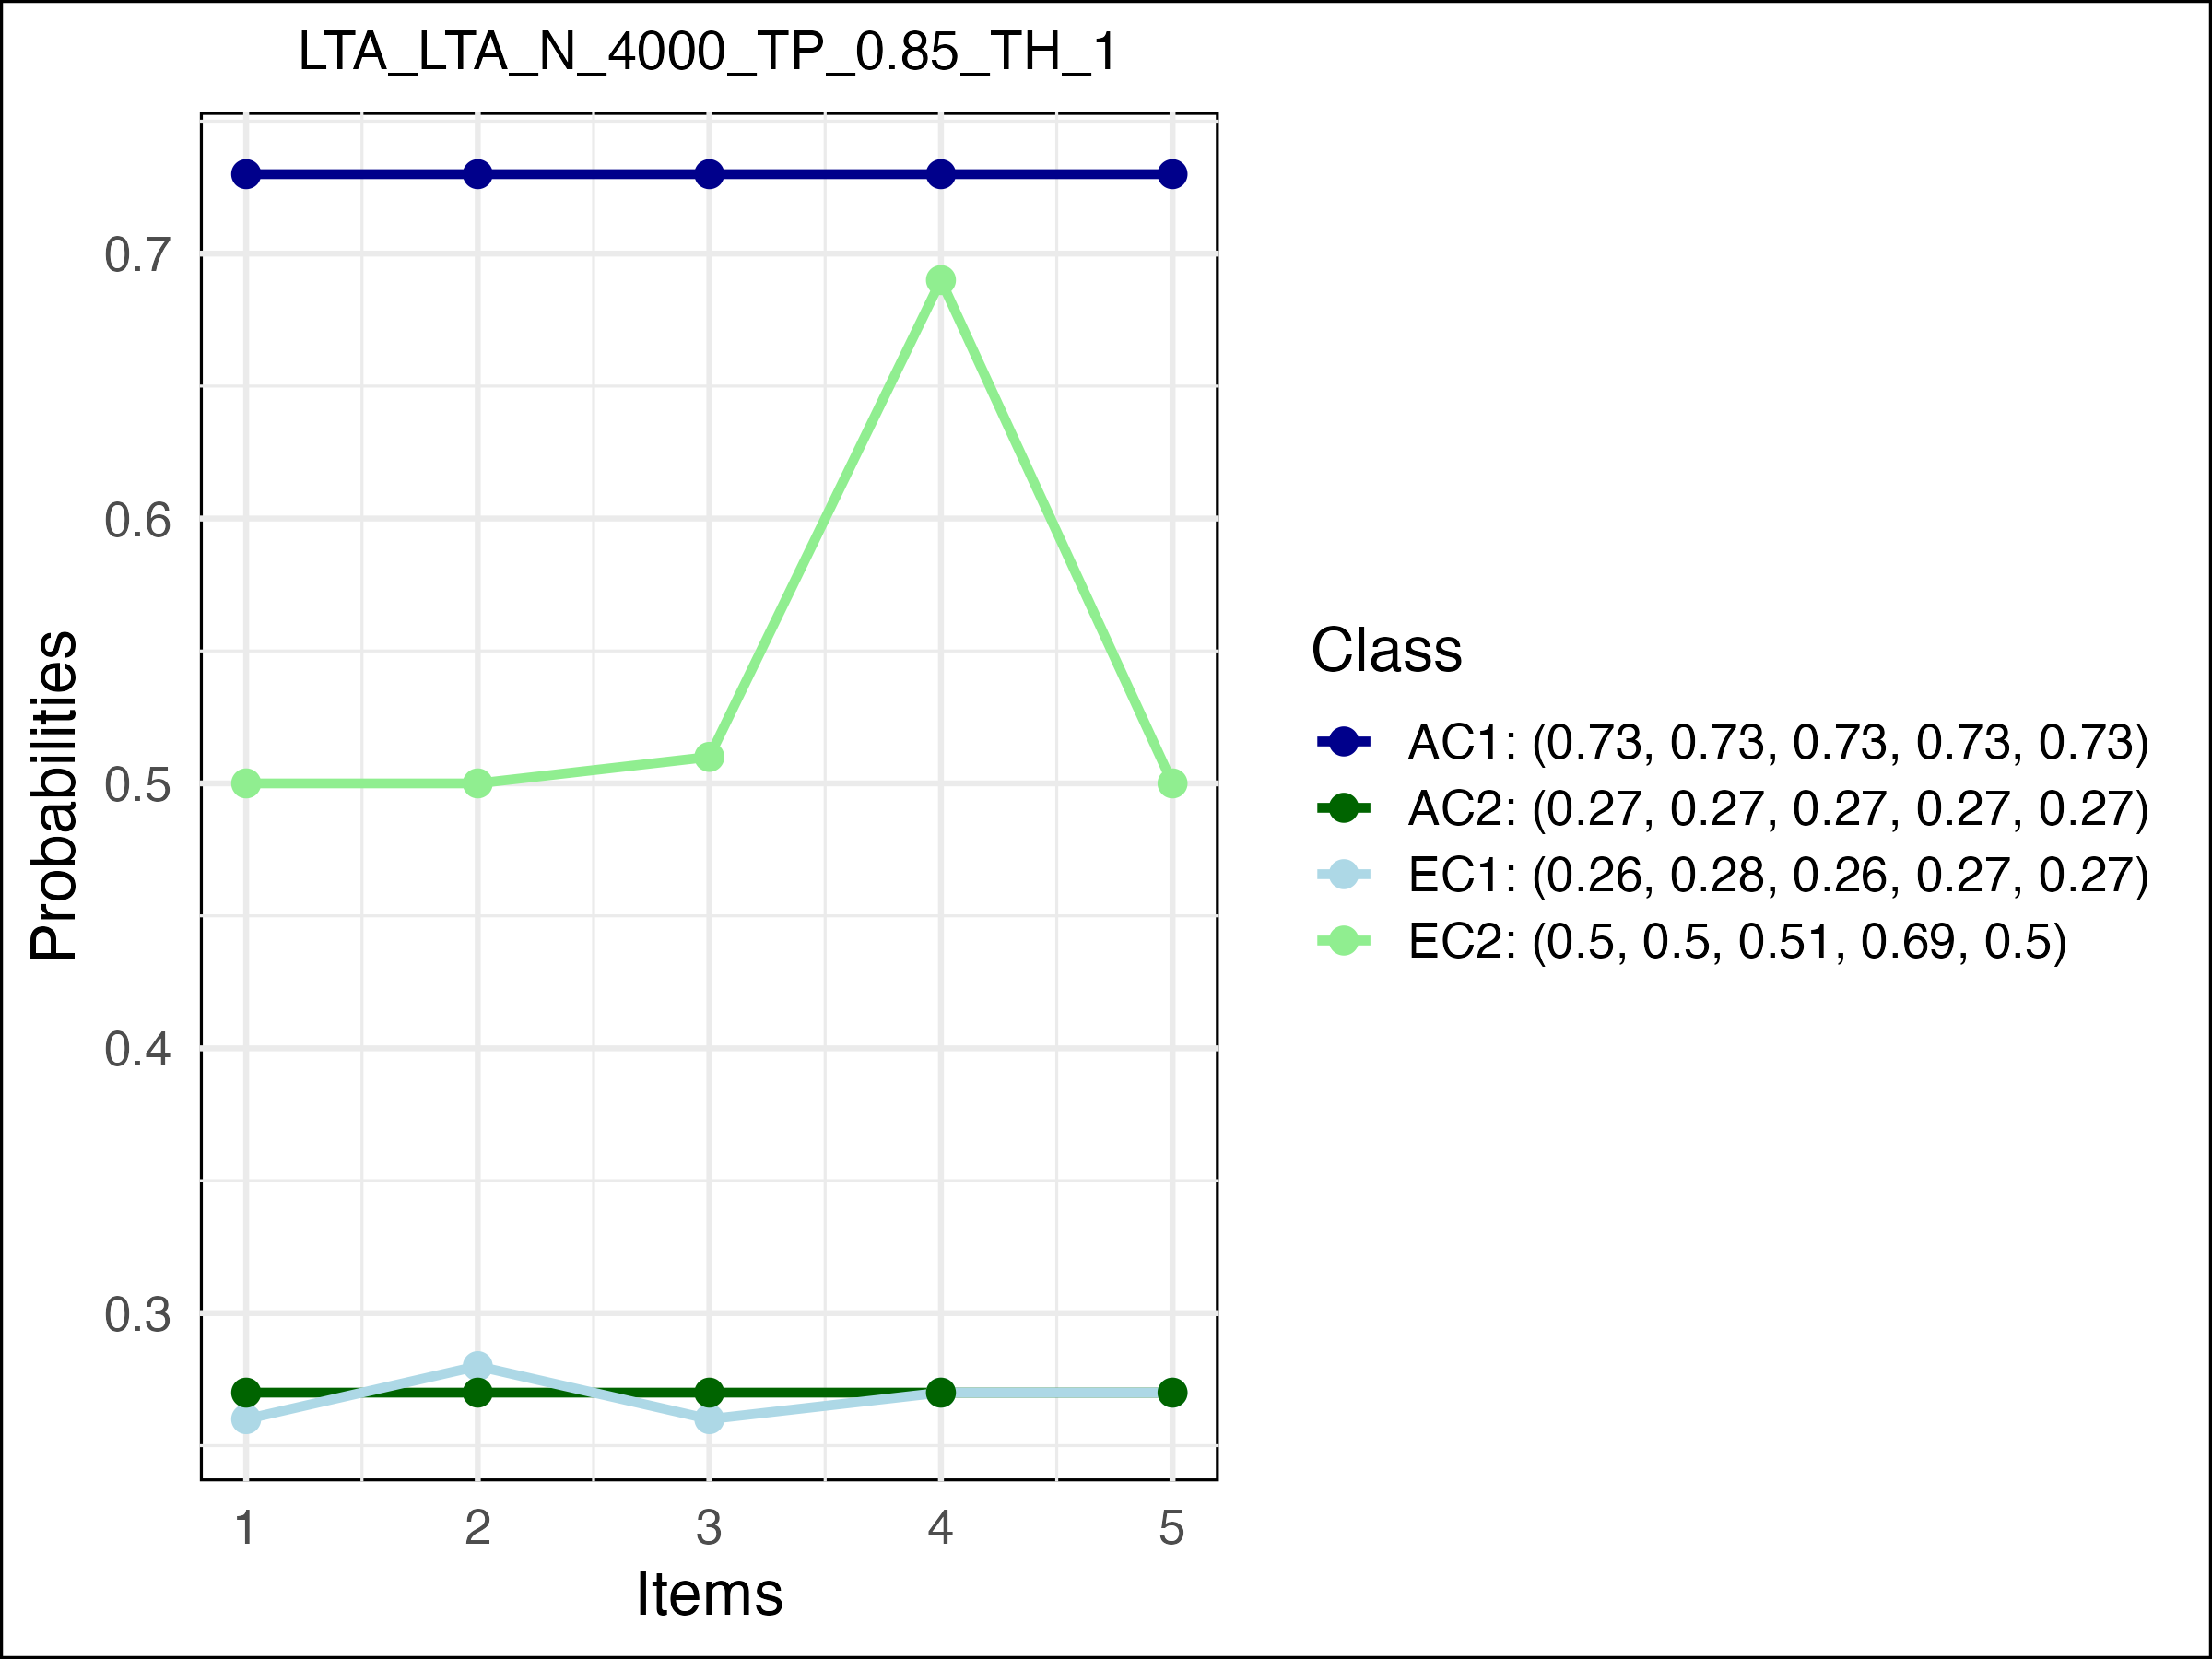 LTA_LTA_N_4000_TP_0.85_TH_1
Probabilities
0.7
0.6
0.5
0.4
0.3
1 2 3 4 5
Items
Class
AC1: (0.73, 0.73, 0.73, 0.73, 0.73)
AC2: (0.27, 0.27, 0.27, 0.27, 0.27)
EC1: (0.26, 0.28, 0.26, 0.27, 0.27)
EC2: (0.5, 0.5, 0.51, 0.69, 0.5)